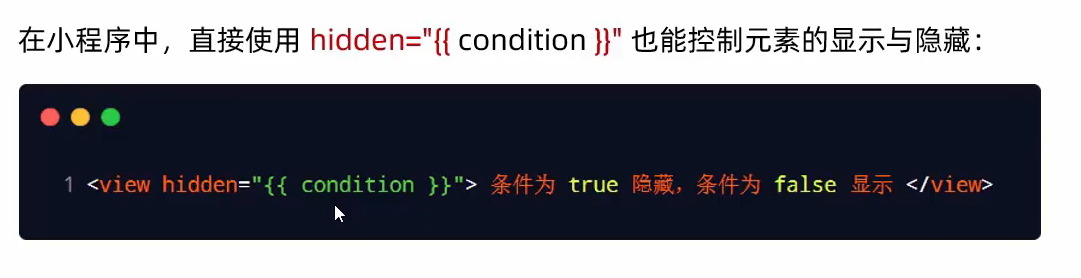 在小程序中，直接使用 hidden="{{ condition }}" 也能控制元素的显示与隐藏：
1 <view hidden="{{ condition }}"> 条件为 true 隐藏，条件为 false 显示 </view>